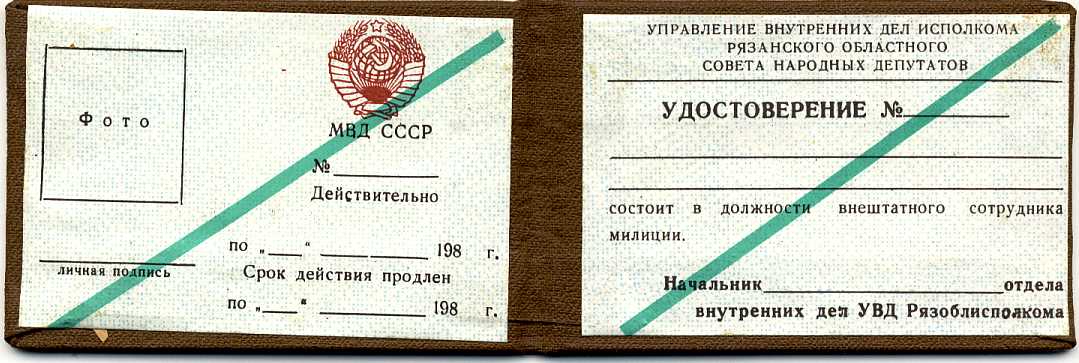 Фото
МВД СССР
№
Действительно
по „ “ 198 г.
личная подпись
Срок действия продлен
по „ “ 198 г.
УПРАВЛЕНИЕ ВНУТРЕННИХ ДЕЛ ИСПОЛКОМА
РЯЗАНСКОГО ОБЛАСТНОГО
СОВЕТА НАРОДНЫХ ДЕПУТАТОВ
УДОСТОВЕРЕНИЕ №
состоит в должности внештатного сотрудника
милиции.
Начальник отдела
внутренних дел УВД Рязоблисполкома